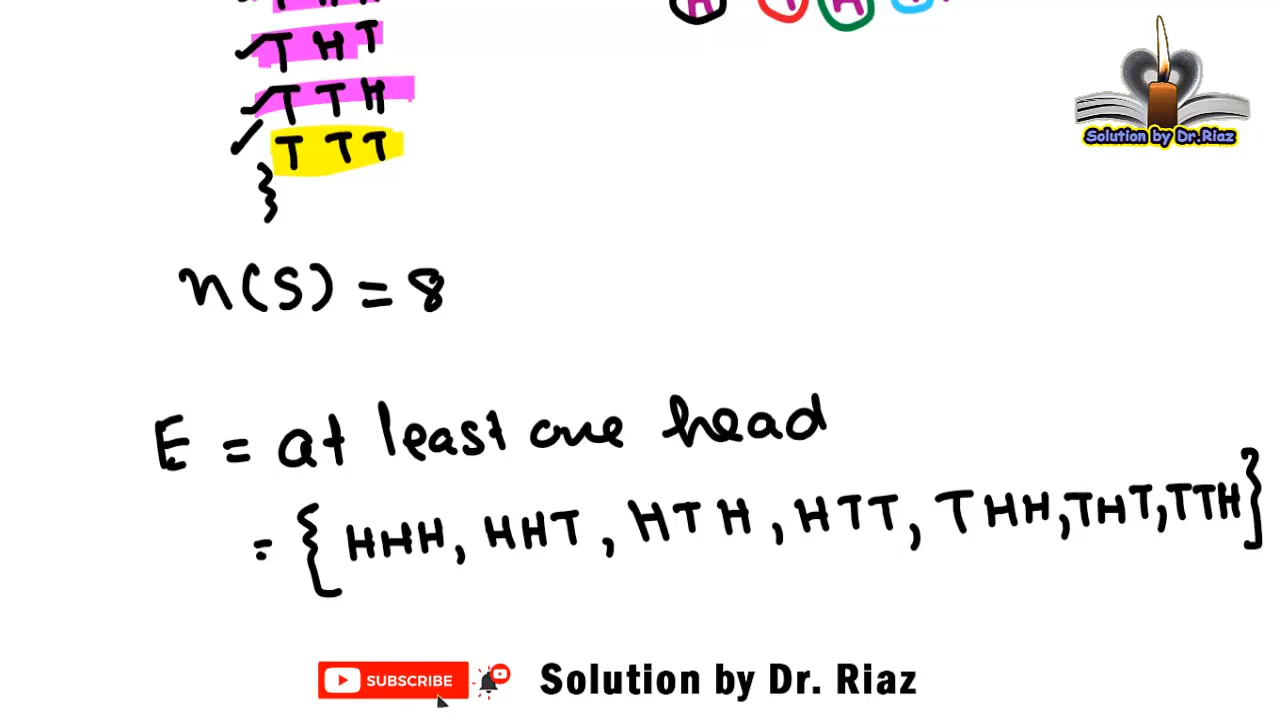 T H T
Solution by Dr.Riaz
T T H
T T T
}
n(S) = 8
E = at least one head
= {HHH, HHT, HTH, HTT, THH, THT, TTH}
SUBSCRIBE
Solution by Dr. Riaz